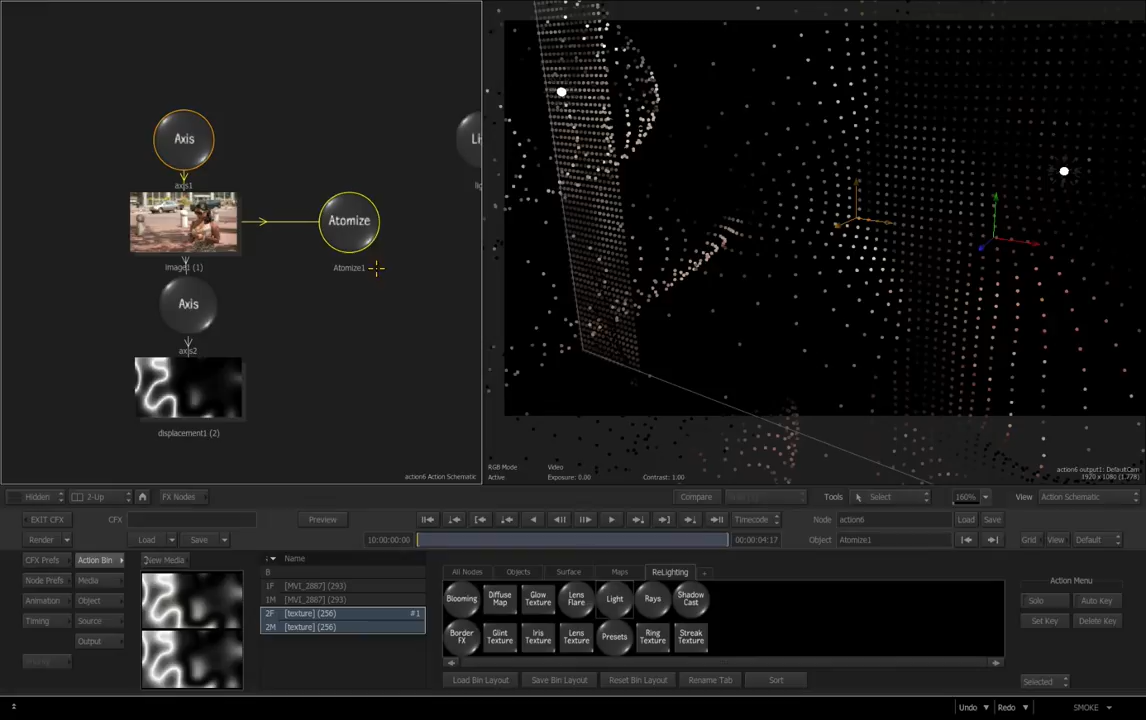 Axis
Li
axis1
Atomize
image1 (1)
Atomize1
Axis
axis2
displacement1 (2)
action6 Action Schematic
RGB Mode
Active
Video
Exposure: 0.00
Contrast: 1.00
action6 output1: DefaultCam
1920 x 1080 (1.778)
Hidden
2-Up
FX Nodes
Compare
Tools
Select
160%
View
Action Schematic
EXIT CFX
CFX
Preview
Timecode
Node
action6
Load
Save
Render
Load
Save
10:00:00:00
00:00:04:17
Object
Atomize1
Grid
View
Default
CFX Prefs
Action Bin
New Media
Name
All Nodes
Objects
Surface
Maps
ReLighting
+
Action Menu
Node Prefs
Media
B
1F [MVI_2887] (293)
1M [MVI_2887] (293)
2F [texture] (256) #1
2M [texture] (256)
Animation
Object
Timing
Source
Output
Blooming
Diffuse Map
Glow Texture
Lens Flare
Light
Rays
Shadow Cast
Border FX
Glint Texture
Iris Texture
Lens Texture
Presets
Ring Texture
Streak Texture
Solo
Auto Key
Set Key
Delete Key
Load Bin Layout
Save Bin Layout
Reset Bin Layout
Rename Tab
Sort
Selected
Undo
Redo
SMOKE